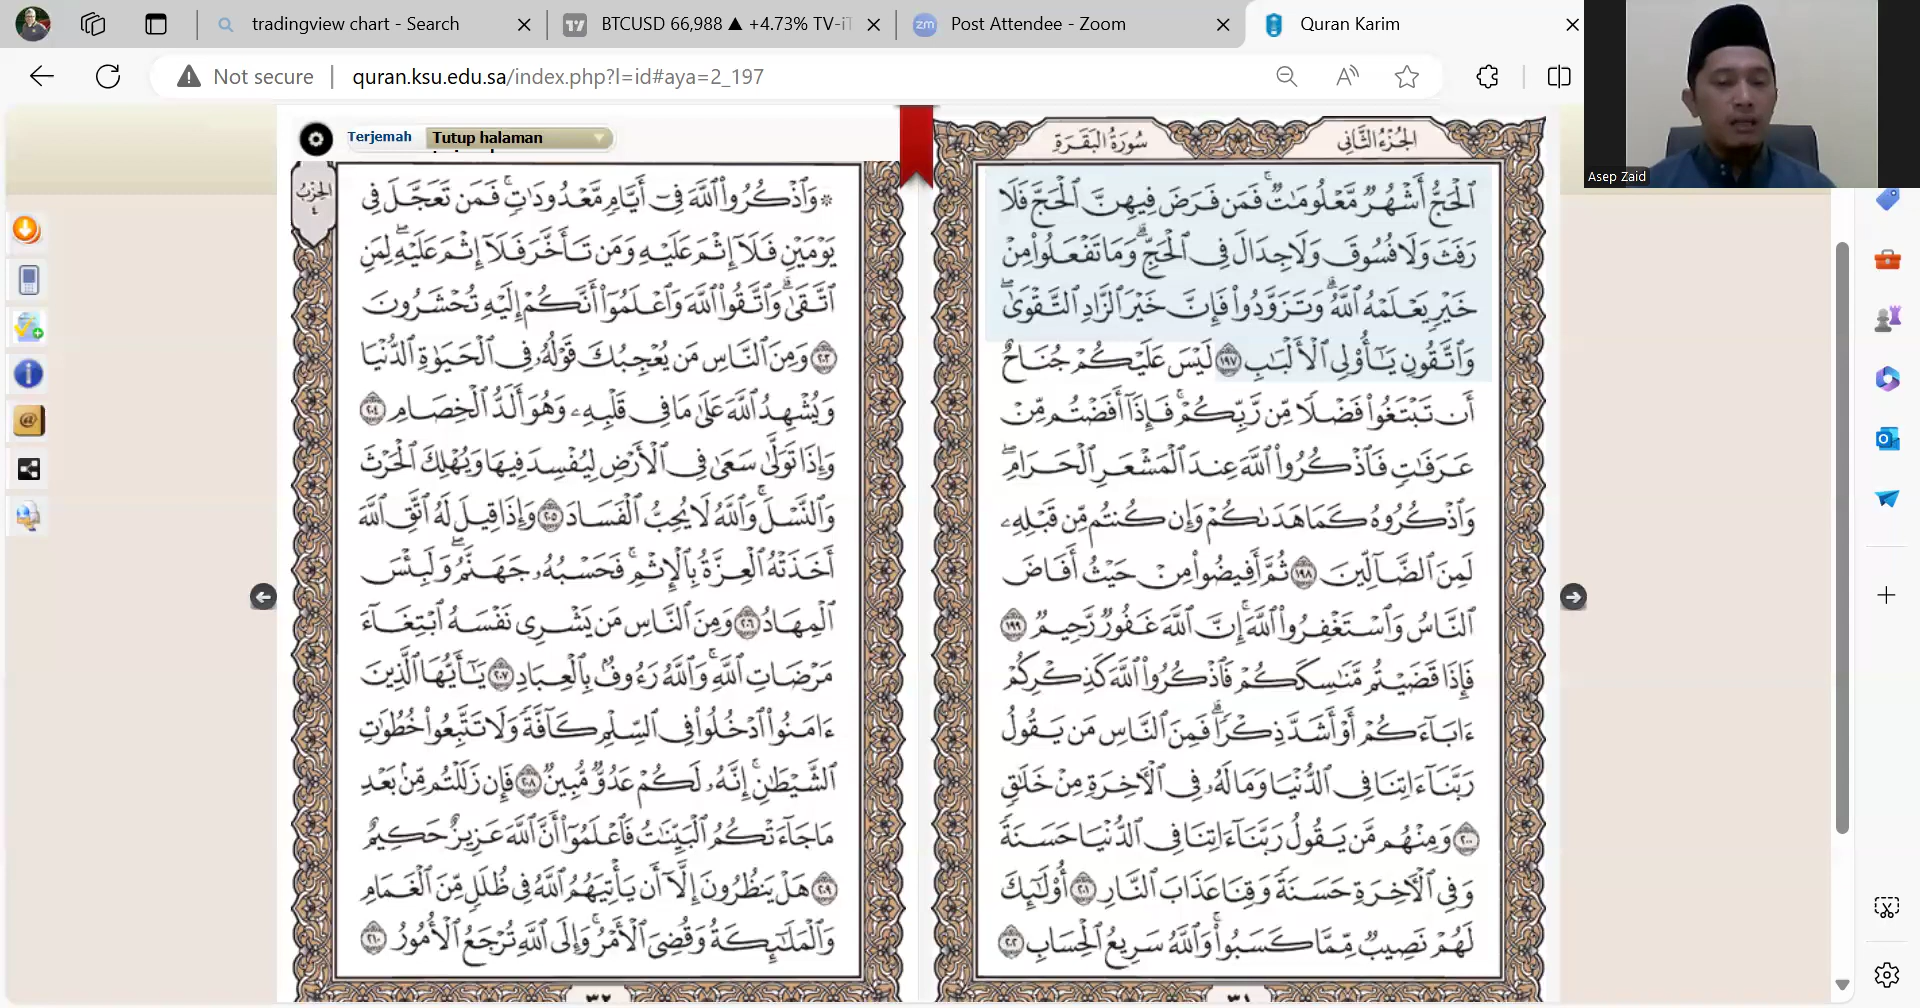 tradingview chart - Search
BTCUSD 66,988 ▲ +4.73% TV-iT
Post Attendee - Zoom
Quran Karim
Not secure
quran.ksu.edu.sa/index.php?l=id#aya=2_197
Asep Zaid
Terjemah
Tutup halaman
سُورَةُ البَقَرَةِ
الجُزْءُ الثَّانِى
ٱلْحَجُّ أَشْهُرٌ مَّعْلُومَـٰتٌ ۚ فَمَن فَرَضَ فِيهِنَّ ٱلْحَجَّ فَلَا
رَفَثَ وَلَا فُسُوقَ وَلَا جِدَالَ فِى ٱلْحَجِّ ۗ وَمَا تَفْعَلُوا۟ مِنْ
خَيْرٍ يَعْلَمْهُ ٱللَّهُ ۗ وَتَزَوَّدُوا۟ فَإِنَّ خَيْرَ ٱلزَّادِ ٱلتَّقْوَىٰ ۚ
وَٱتَّقُونِ يَـٰٓأُو۟لِى ٱلْأَلْبَـٰبِ ١٩٧ لَيْسَ عَلَيْكُمْ جُنَاحٌ
أَن تَبْتَغُوا۟ فَضْلًا مِّن رَّبِّكُمْ ۚ فَإِذَآ أَفَضْتُم مِّنْ
عَرَفَـٰتٍ فَٱذْكُرُوا۟ ٱللَّهَ عِندَ ٱلْمَشْعَرِ ٱلْحَرَامِ ۖ
وَٱذْكُرُوهُ كَمَا هَدَىٰكُمْ وَإِن كُنتُم مِّن قَبْلِهِۦ
لَمِنَ ٱلضَّآلِّينَ ١٩٨ ثُمَّ أَفِيضُوا۟ مِنْ حَيْثُ أَفَاضَ
ٱلنَّاسُ وَٱسْتَغْفِرُوا۟ ٱللَّهَ ۚ إِنَّ ٱللَّهَ غَفُورٌ رَّحِيمٌ ١٩٩
فَإِذَا قَضَيْتُم مَّنَـٰسِكَكُمْ فَٱذْكُرُوا۟ ٱللَّهَ كَذِكْرِكُمْ
ءَابَآءَكُمْ أَوْ أَشَدَّ ذِكْرًا ۗ فَمِنَ ٱلنَّاسِ مَن يَقُولُ
رَبَّنَآ ءَاتِنَا فِى ٱلدُّنْيَا وَمَا لَهُۥ فِى ٱلْـَٔاخِرَةِ مِنْ خَلَـٰقٍ
٢٠٠ وَمِنْهُم مَّن يَقُولُ رَبَّنَآ ءَاتِنَا فِى ٱلدُّنْيَا حَسَنَةً
وَفِى ٱلْـَٔاخِرَةِ حَسَنَةً وَقِنَا عَذَابَ ٱلنَّارِ ٢٠١ أُو۟لَـٰٓئِكَ
لَهُمْ نَصِيبٌ مِّمَّا كَسَبُوا۟ ۚ وَٱللَّهُ سَرِيعُ ٱلْحِسَابِ ٢٠٢
٣١
الحِزْبُ
٤
۞ وَٱذْكُرُوا۟ ٱللَّهَ فِىٓ أَيَّامٍ مَّعْدُودَٰتٍ ۚ فَمَن تَعَجَّلَ فِى
يَوْمَيْنِ فَلَآ إِثْمَ عَلَيْهِ وَمَن تَأَخَّرَ فَلَآ إِثْمَ عَلَيْهِ ۚ لِمَنِ
ٱتَّقَىٰ ۗ وَٱتَّقُوا۟ ٱللَّهَ وَٱعْلَمُوٓا۟ أَنَّكُمْ إِلَيْهِ تُحْشَرُونَ
٢٠٣ وَمِنَ ٱلنَّاسِ مَن يُعْجِبُكَ قَوْلُهُۥ فِى ٱلْحَيَوٰةِ ٱلدُّنْيَا
وَيُشْهِدُ ٱللَّهَ عَلَىٰ مَا فِى قَلْبِهِۦ وَهُوَ أَلَدُّ ٱلْخِصَامِ ٢٠٤
وَإِذَا تَوَلَّىٰ سَعَىٰ فِى ٱلْأَرْضِ لِيُفْسِدَ فِيهَا وَيُهْلِكَ ٱلْحَرْثَ
وَٱلنَّسْلَ ۗ وَٱللَّهُ لَا يُحِبُّ ٱلْفَسَادَ ٢٠٥ وَإِذَا قِيلَ لَهُ ٱتَّقِ ٱللَّهَ
أَخَذَتْهُ ٱلْعِزَّةُ بِٱلْإِثْمِ ۚ فَحَسْبُهُۥ جَهَنَّمُ ۚ وَلَبِئْسَ
ٱلْمِهَادُ ٢٠٦ وَمِنَ ٱلنَّاسِ مَن يَشْرِى نَفْسَهُ ٱبْتِغَآءَ
مَرْضَاتِ ٱللَّهِ ۗ وَٱللَّهُ رَءُوفٌۢ بِٱلْعِبَادِ ٢٠٧ يَـٰٓأَيُّهَا ٱلَّذِينَ
ءَامَنُوا۟ ٱدْخُلُوا۟ فِى ٱلسِّلْمِ كَآفَّةً وَلَا تَتَّبِعُوا۟ خُطُوَٰتِ
ٱلشَّيْطَـٰنِ ۚ إِنَّهُۥ لَكُمْ عَدُوٌّ مُّبِينٌ ٢٠٨ فَإِن زَلَلْتُم مِّنۢ بَعْدِ
مَا جَآءَتْكُمُ ٱلْبَيِّنَـٰتُ فَٱعْلَمُوٓا۟ أَنَّ ٱللَّهَ عَزِيزٌ حَكِيمٌ
٢٠٩ هَلْ يَنظُرُونَ إِلَّآ أَن يَأْتِيَهُمُ ٱللَّهُ فِى ظُلَلٍ مِّنَ ٱلْغَمَامِ
وَٱلْمَلَـٰٓئِكَةُ وَقُضِىَ ٱلْأَمْرُ ۚ وَإِلَى ٱللَّهِ تُرْجَعُ ٱلْأُمُورُ ٢١٠
٣٢